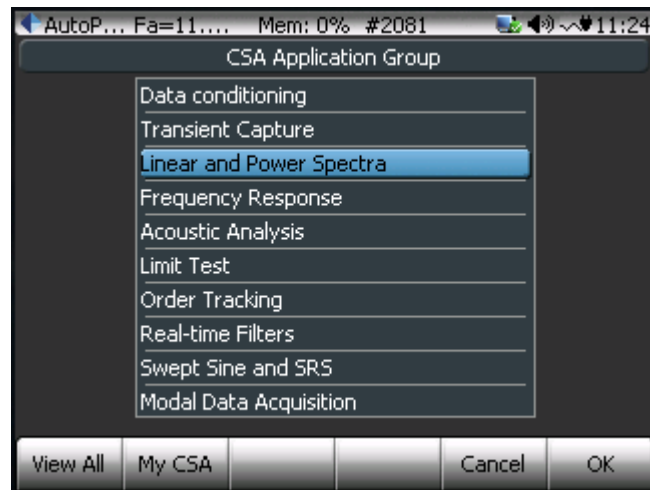 AutoP... Fa=11.... Mem: 0% #2081 11:24
CSA Application Group
Data conditioning
Transient Capture
Linear and Power Spectra
Frequency Response
Acoustic Analysis
Limit Test
Order Tracking
Real-time Filters
Swept Sine and SRS
Modal Data Acquisition
View All My CSA Cancel OK